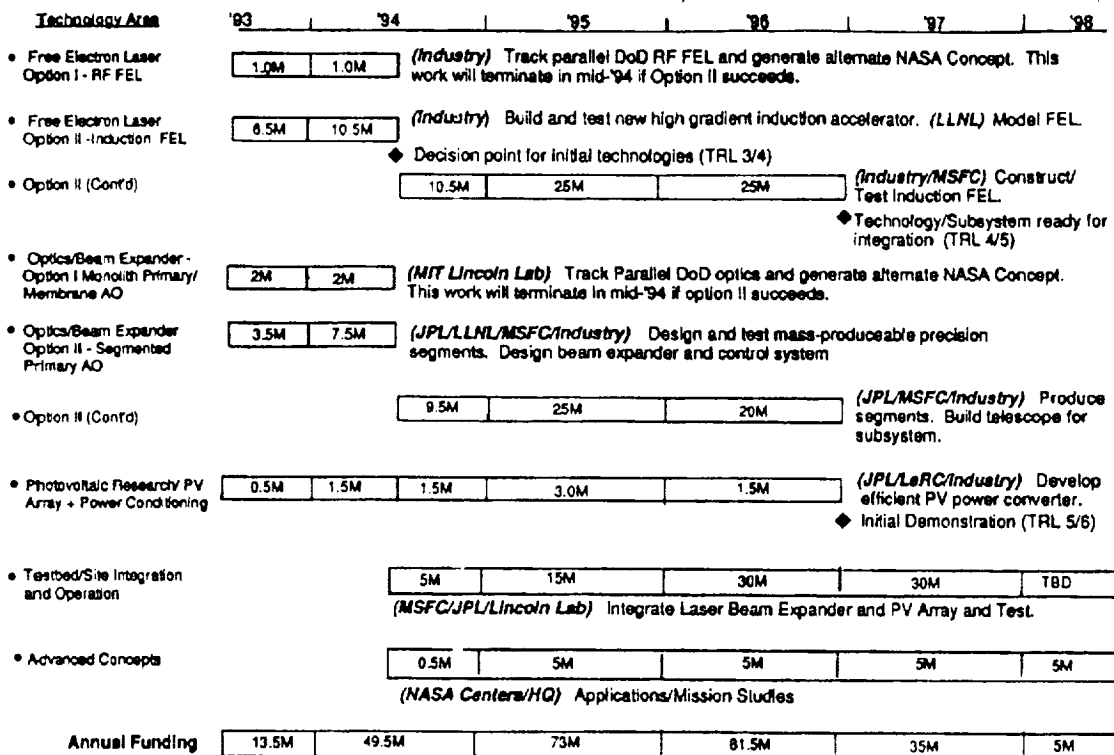 Technology Area '93 '94 '95 '96 '97 '98
• Free Electron Laser
Option I - RF FEL
1.0M 1.0M
(Industry) Track parallel DoD RF FEL and generate alternate NASA Concept. This
work will terminate in mid-'94 if Option II succeeds.
• Free Electron Laser
Option II -Induction FEL
6.5M 10.5M
(Industry) Build and test new high gradient induction accelerator. (LLNL) Model FEL.
◆ Decision point for initial technologies (TRL 3/4)
• Option II (Cont'd)
10.5M 25M 25M
(Industry/MSFC) Construct/
Test Induction FEL.
◆ Technology/Subsystem ready for
integration (TRL 4/5)
• Optics/Beam Expander -
Option I Monolith Primary/
Membrane AO
2M 2M
(MIT Lincoln Lab) Track Parallel DoD optics and generate alternate NASA Concept.
This work will terminate in mid-'94 if option II succeeds.
• Optics/Beam Expander
Option II - Segmented
Primary AO
3.5M 7.5M
(JPL/LLNL/MSFC/Industry) Design and test mass-produceable precision
segments. Design beam expander and control system
• Option II (Cont'd)
9.5M 25M 20M
(JPL/MSFC/Industry) Produce
segments. Build telescope for
subsystem.
• Photovoltaic Research/ PV
Array + Power Conditioning
0.5M 1.5M 1.5M 3.0M 1.5M
(JPL/LeRC/Industry) Develop
efficient PV power converter.
◆ Initial Demonstration (TRL 5/6)
• Testbed/Site Integration
and Operation
5M 15M 30M 30M TBD
(MSFC/JPL/Lincoln Lab) Integrate Laser Beam Expander and PV Array and Test.
• Advanced Concepts
0.5M 5M 5M 5M 5M
(NASA Centers/HQ) Applications/Mission Studies
Annual Funding 13.5M 49.5M 73M 81.5M 35M 5M